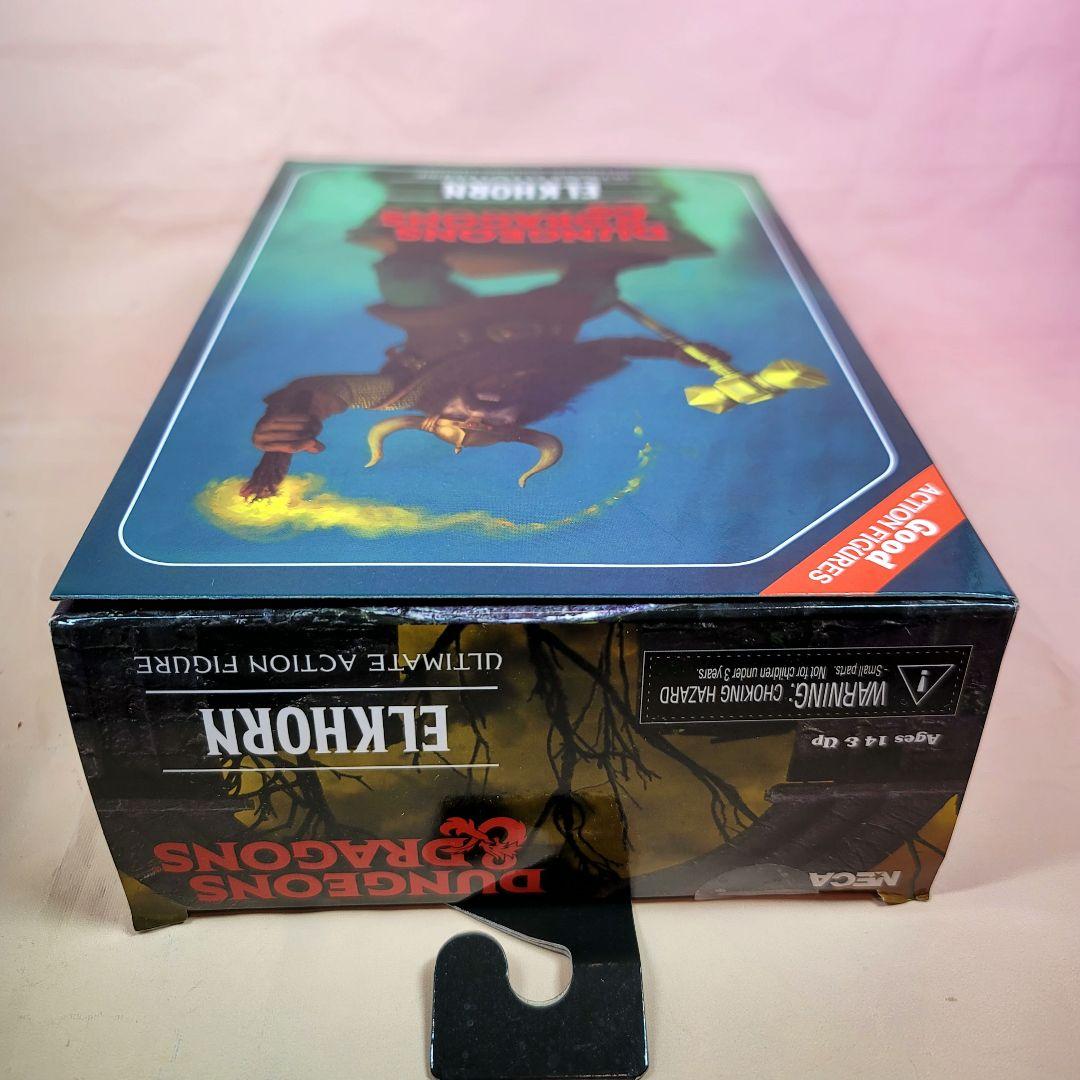 ELKHORN
DUNGEONS
& DRAGONS
Good
ACTION FIGURES
DUNGEONS
& DRAGONS
ELKHORN
ULTIMATE ACTION FIGURE
NECA
Ages 14 & Up
WARNING: CHOKING HAZARD
-Small parts. Not for children under 3 years.